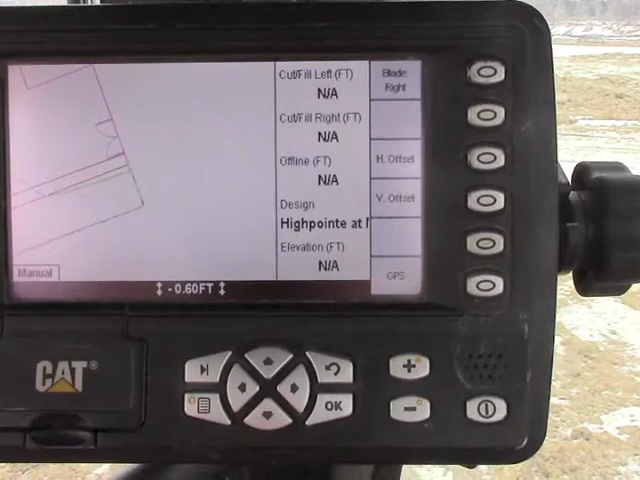 Cut/Fill Left (FT)
N/A
Cut/Fill Right (FT)
N/A
Offline (FT)
N/A
Design
Highpointe at
Elevation (FT)
N/A
Blade:
Right
H. Offset
V. Offset
GPS
Manual
- 0.60FT
CAT®
OK